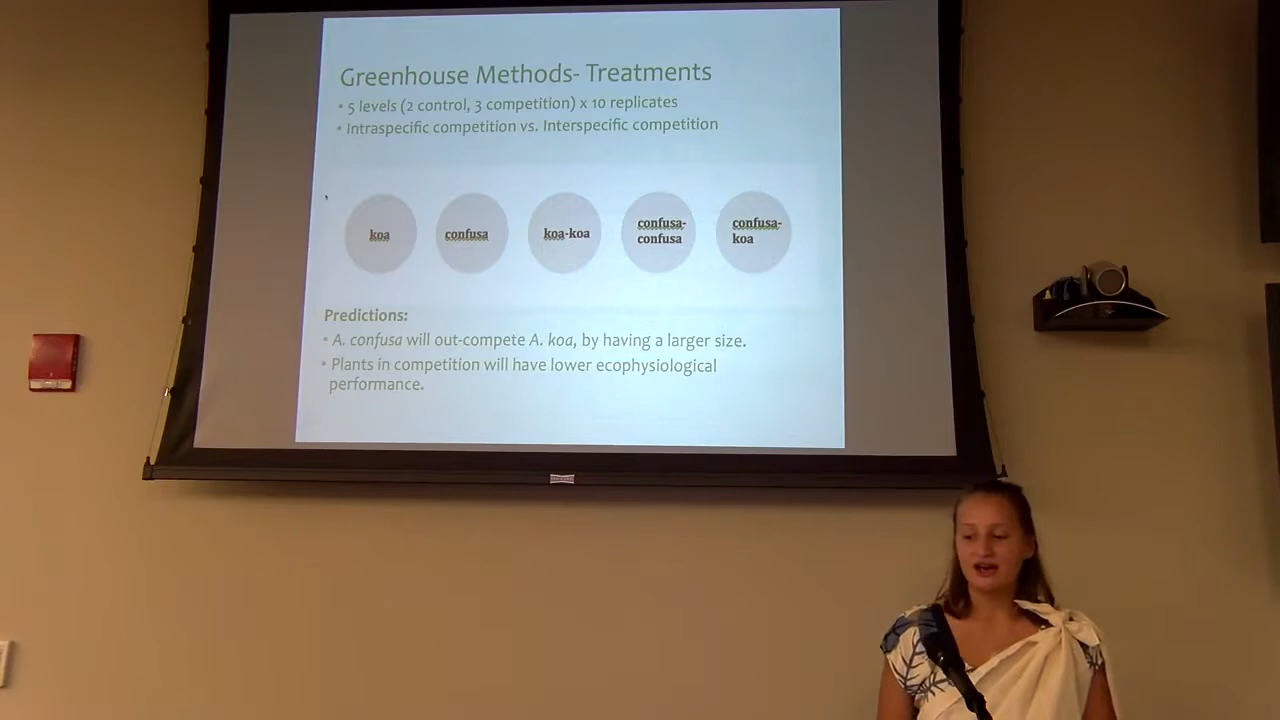 Greenhouse Methods- Treatments
• 5 levels (2 control, 3 competition) x 10 replicates
• Intraspecific competition vs. Interspecific competition
koa
confusa
koa-koa
confusa-
confusa
confusa-
koa
Predictions:
• A. confusa will out-compete A. koa, by having a larger size.
• Plants in competition will have lower ecophysiological
performance.